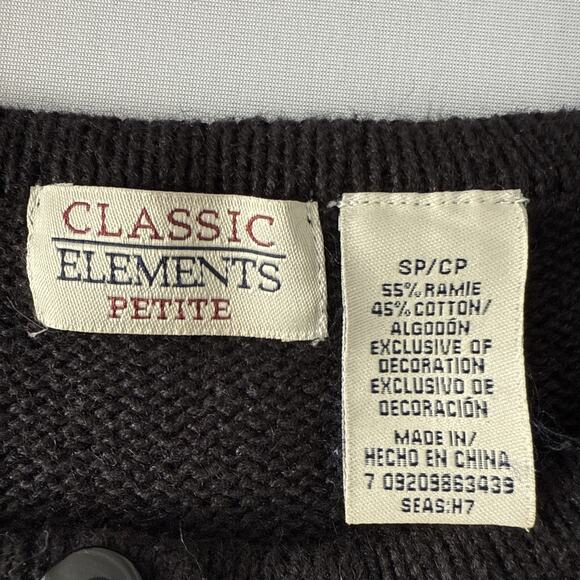 CLASSIC
ELEMENTS
PETITE
SP/CP
55% RAMIE
45% COTTON/
ALGODÓN
EXCLUSIVE OF
DECORATION
EXCLUSIVO DE
DECORACIÓN
MADE IN/
HECHO EN CHINA
7 09209863439
SEAS:H7